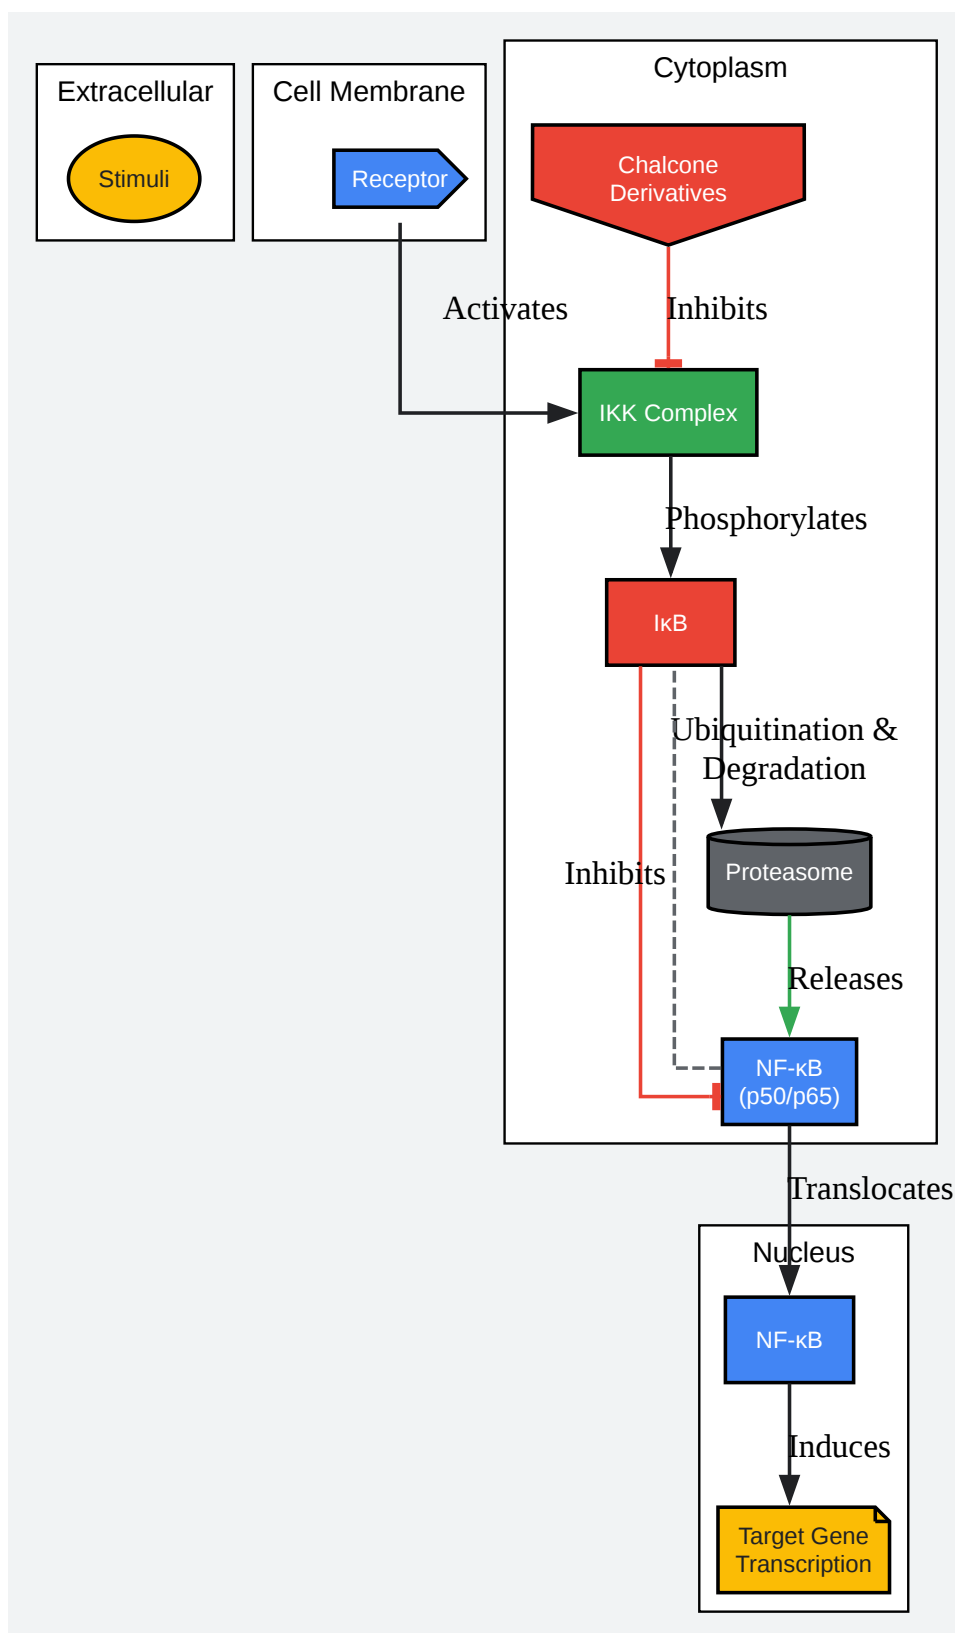 Extracellular
Cell Membrane
Cytoplasm
Stimuli
Receptor
Chalcone
Derivatives
Activates
Inhibits
IKK Complex
Phosphorylates
IκB
Ubiquitination &
Degradation
Inhibits
Proteasome
Releases
NF-κB
(p50/p65)
Translocates
Nucleus
NF-κB
Induces
Target Gene
Transcription